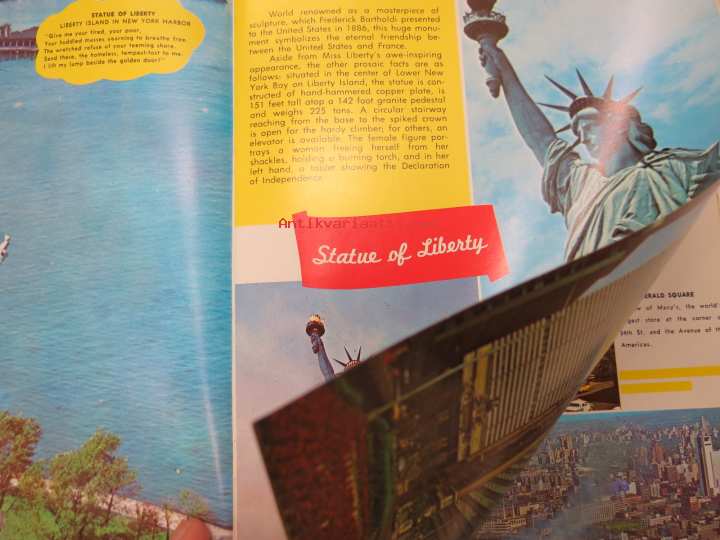 STATUE OF LIBERTY
LIBERTY ISLAND IN NEW YORK HARBOR
"Give me your tired, your poor,
Your huddled masses yearning to breathe free,
The wretched refuse of your teeming shore,
Send these, the homeless, tempest-tost to me,
I lift my lamp beside the golden door!"
World renowned as a masterpiece of
sculpture, which Frederick Bartholdi presented
to the United States in 1886, this huge monu-
ment symbolizes the eternal friendship be-
tween the United States and France.
Aside from Miss Liberty's awe-inspiring
appearance, the other prosaic facts are as
follows: situated in the center of Lower New
York Bay on Liberty Island, the statue is con-
structed of hand-hammered copper plate, is
151 feet tall atop a 142 foot granite pedestal
and weighs 225 tons. A circular stairway
reaching from the base to the spiked crown
is open for the hardy climber; for others, an
elevator is available. The female figure por-
trays a woman freeing herself from her
shackles, holding a burning torch, and in her
left hand, a tablet showing the Declaration
of Independence.
Statue of Liberty
ERALD SQUARE
of Macy's, the world's
store at the corner
34th St. and the Avenue of
Americas.